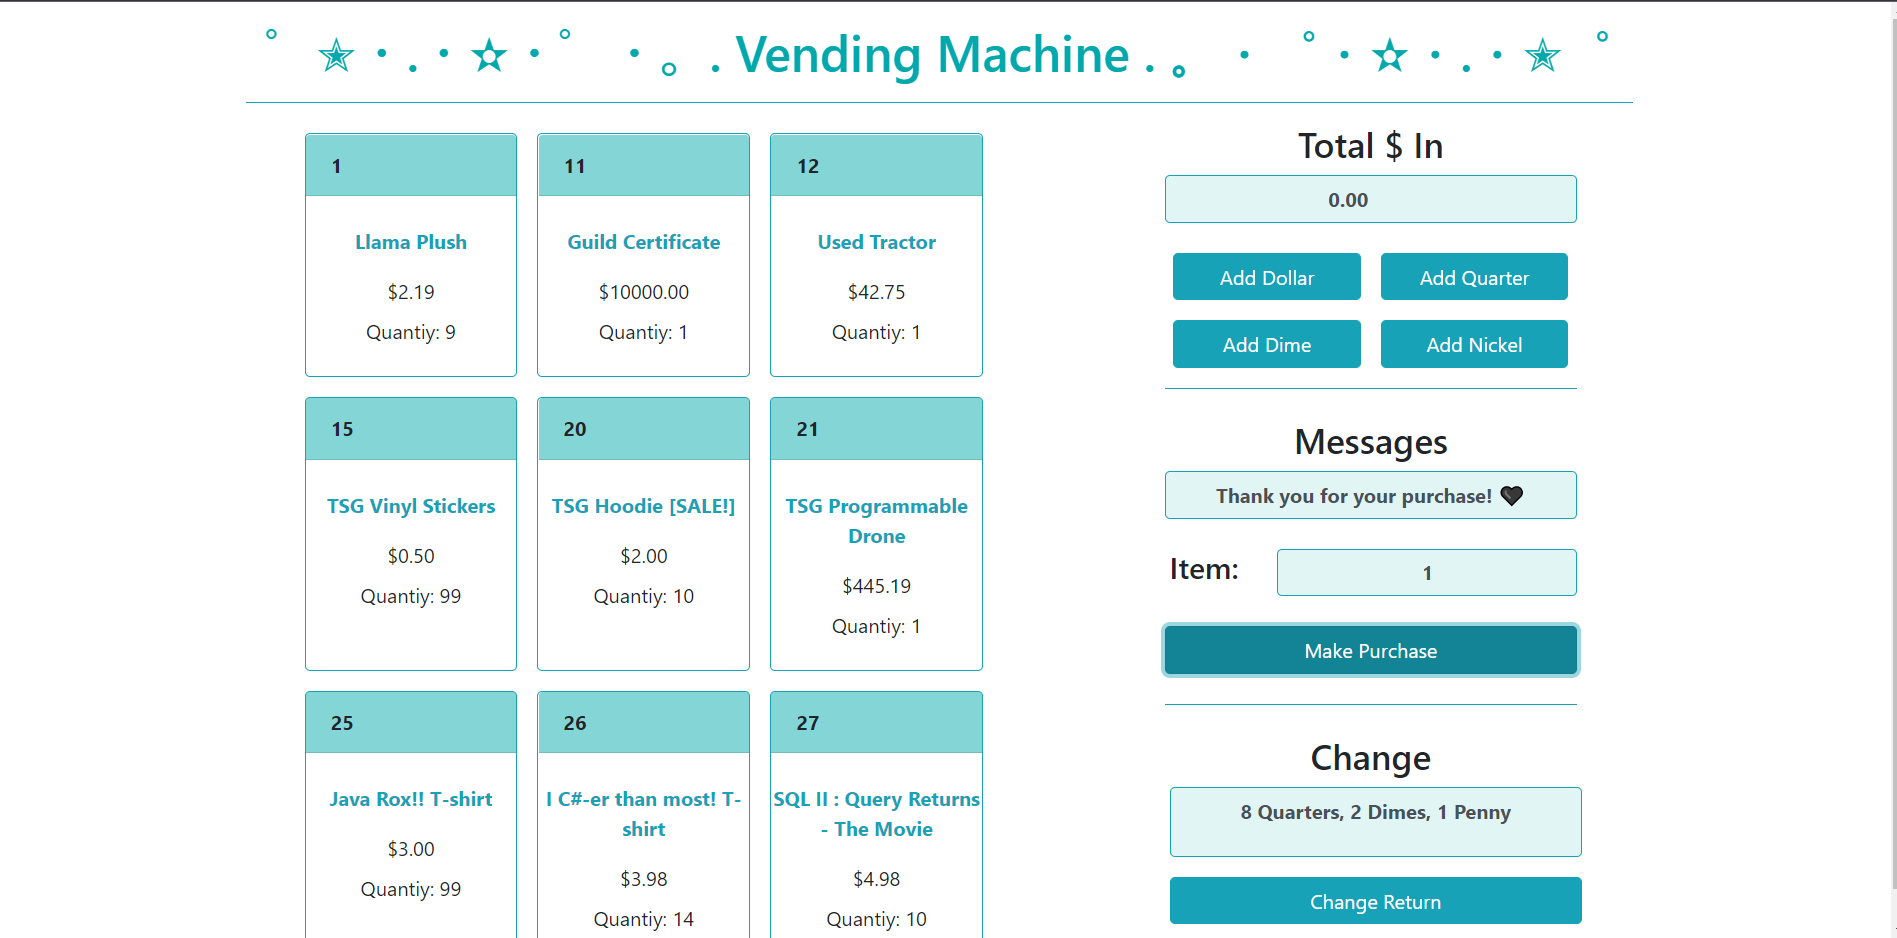 Vending Machine
1
Llama Plush
$2.19
Quantiy: 9
11
Guild Certificate
$10000.00
Quantiy: 1
12
Used Tractor
$42.75
Quantiy: 1
15
TSG Vinyl Stickers
$0.50
Quantiy: 99
20
TSG Hoodie [SALE!]
$2.00
Quantiy: 10
21
TSG Programmable
Drone
$445.19
Quantiy: 1
25
Java Rox!! T-shirt
$3.00
Quantiy: 99
26
I C#-er than most! T-
shirt
$3.98
Quantiy: 14
27
SQL II : Query Returns
- The Movie
$4.98
Quantiy: 10
Total $ In
0.00
Add Dollar
Add Quarter
Add Dime
Add Nickel
Messages
Thank you for your purchase! 🖤
Item:
1
Make Purchase
Change
8 Quarters, 2 Dimes, 1 Penny
Change Return